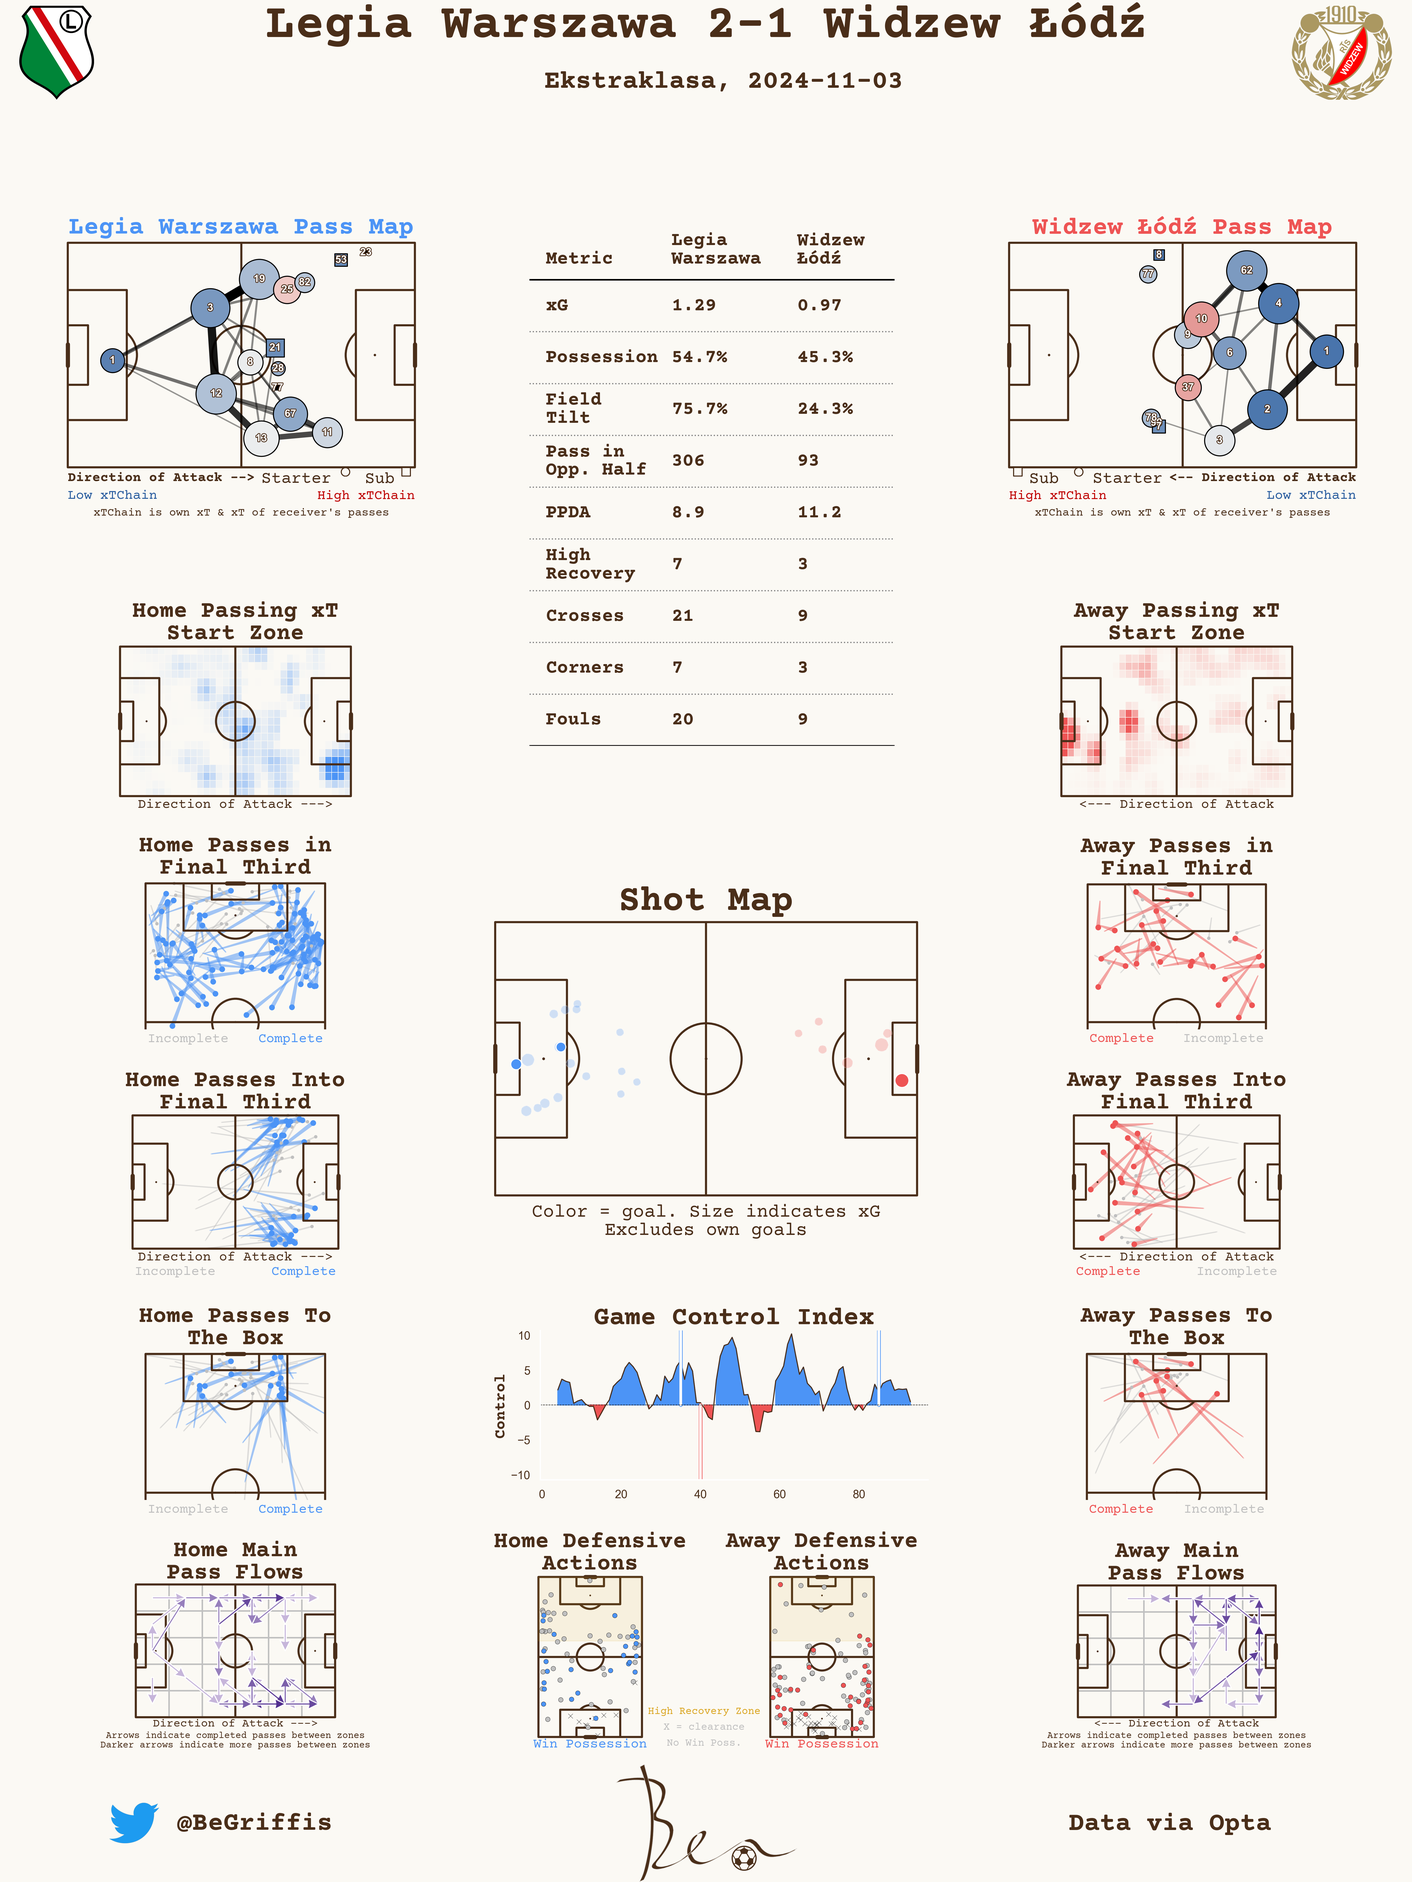 Legia Warszawa 2-1 Widzew Łódź
Ekstraklasa, 2024-11-03
L
1910
RTS
WIDZEW
Legia Warszawa Pass Map
53
23
19
25
82
3
21
1
8
28
77
12
67
13
11
Direction of Attack --> Starter Sub
Low xTChain High xTChain
xTChain is own xT & xT of receiver's passes
Metric Legia Warszawa Widzew Łódź
xG 1.29 0.97
Possession 54.7% 45.3%
Field Tilt 75.7% 24.3%
Pass in Opp. Half 306 93
PPDA 8.9 11.2
High Recovery 7 3
Crosses 21 9
Corners 7 3
Fouls 20 9
Widzew Łódź Pass Map
8
77
62
4
10
9
6
1
37
2
78
3
Sub Starter <-- Direction of Attack
High xTChain Low xTChain
xTChain is own xT & xT of receiver's passes
Home Passing xT
Start Zone
Direction of Attack --->
Away Passing xT
Start Zone
<--- Direction of Attack
Home Passes in
Final Third
Incomplete Complete
Away Passes in
Final Third
Complete Incomplete
Shot Map
Color = goal. Size indicates xG
Excludes own goals
Home Passes Into
Final Third
Direction of Attack --->
Incomplete Complete
Away Passes Into
Final Third
<--- Direction of Attack
Complete Incomplete
Home Passes To
The Box
Incomplete Complete
Game Control Index
Control
10
5
0
−5
−10
0 20 40 60 80
Away Passes To
The Box
Complete Incomplete
Home Main
Pass Flows
Direction of Attack --->
Arrows indicate completed passes between zones
Darker arrows indicate more passes between zones
Home Defensive
Actions
Win Possession
High Recovery Zone
X = clearance
No Win Poss.
Away Defensive
Actions
Win Possession
Away Main
Pass Flows
<--- Direction of Attack
Arrows indicate completed passes between zones
Darker arrows indicate more passes between zones
@BeGriffis
Ben
Data via Opta